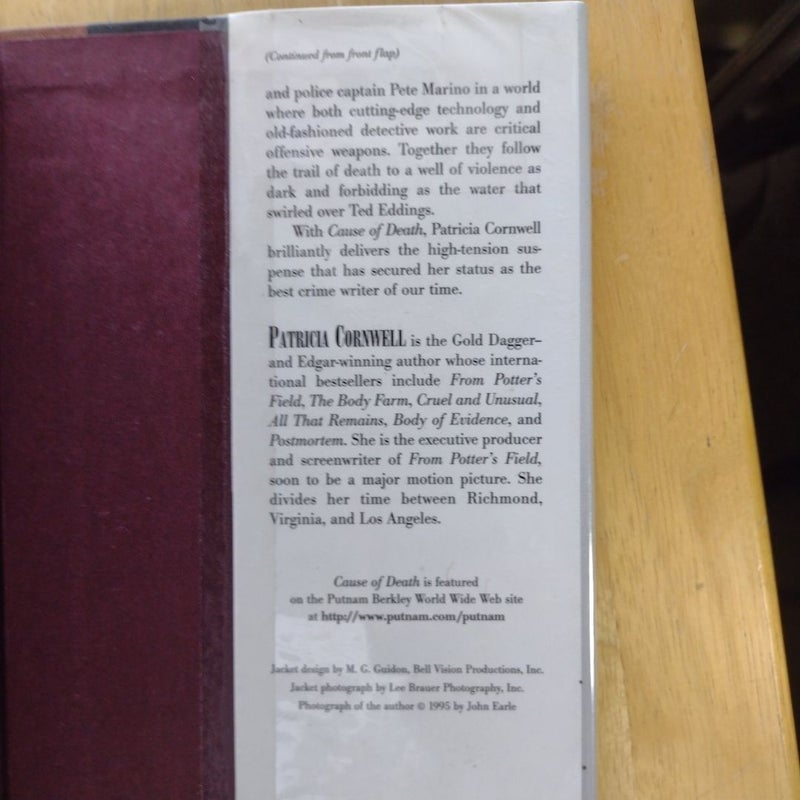 (Continued from front flap)
and police captain Pete Marino in a world
where both cutting-edge technology and
old-fashioned detective work are critical
offensive weapons. Together they follow
the trail of death to a well of violence as
dark and forbidding as the water that
swirled over Ted Eddings.
With Cause of Death, Patricia Cornwell
brilliantly delivers the high-tension sus-
pense that has secured her status as the
best crime writer of our time.
PATRICIA CORNWELL is the Gold Dagger–
and Edgar-winning author whose interna-
tional bestsellers include From Potter's
Field, The Body Farm, Cruel and Unusual,
All That Remains, Body of Evidence, and
Postmortem. She is the executive producer
and screenwriter of From Potter's Field,
soon to be a major motion picture. She
divides her time between Richmond,
Virginia, and Los Angeles.
Cause of Death is featured
on the Putnam Berkley World Wide Web site
at http://www.putnam.com/putnam
Jacket design by M. G. Guidon, Bell Vision Productions, Inc.
Jacket photograph by Lee Brauer Photography, Inc.
Photograph of the author © 1995 by John Earle